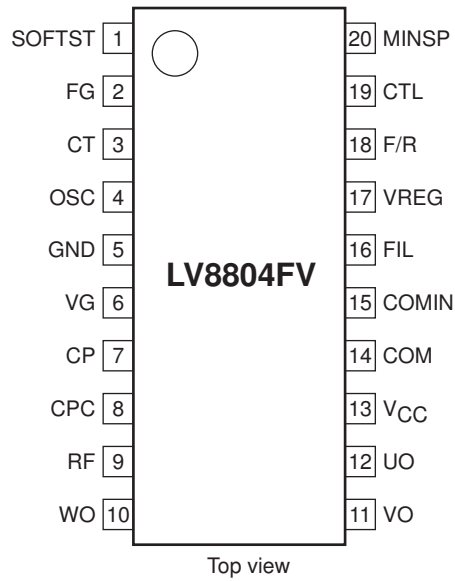 SOFTST 1 20 MINSP
FG 2 19 CTL
CT 3 18 F/R
OSC 4 17 VREG
GND 5 16 FIL
LV8804FV
VG 6 15 COMIN
CP 7 14 COM
CPC 8 13 VCC
RF 9 12 UO
WO 10 11 VO
Top view